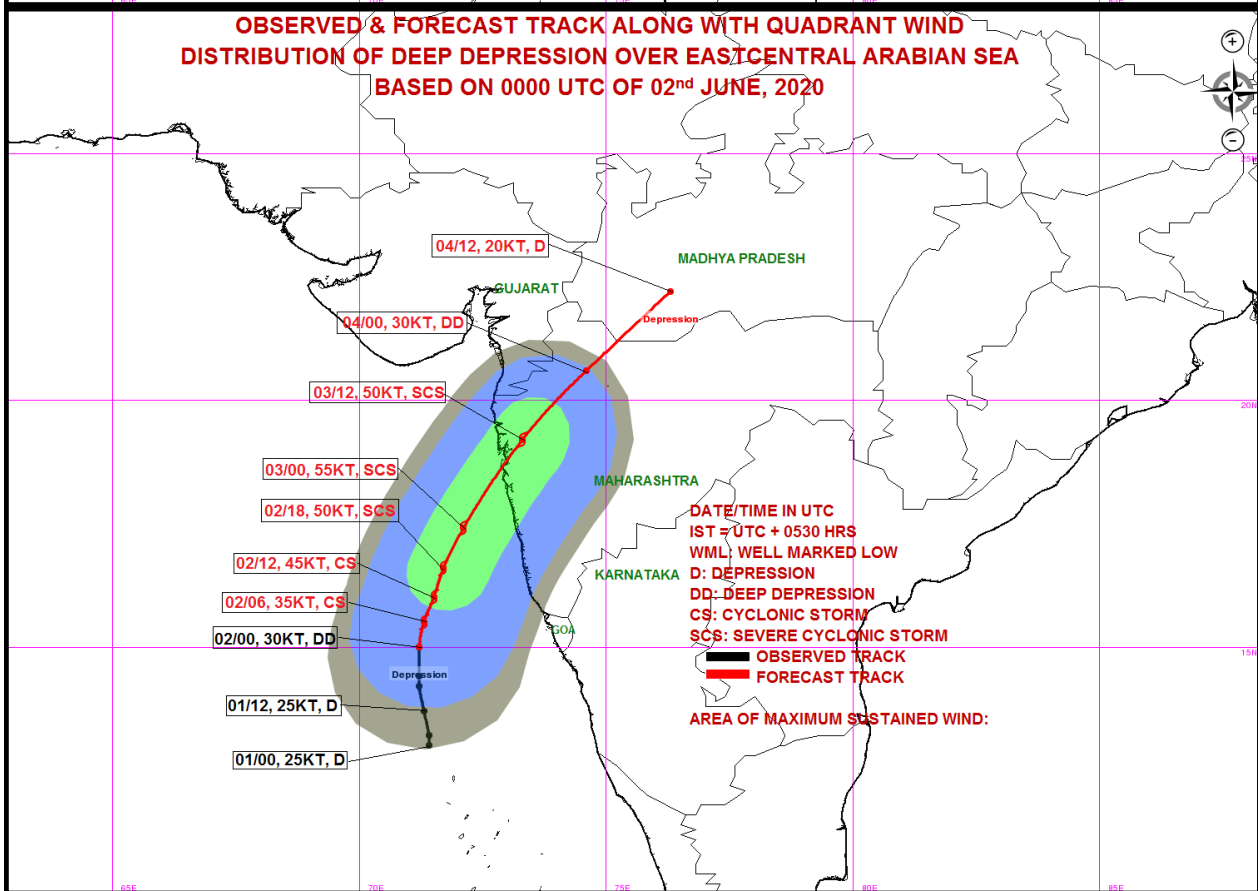 OBSERVED & FORECAST TRACK ALONG WITH QUADRANT WIND
DISTRIBUTION OF DEEP DEPRESSION OVER EASTCENTRAL ARABIAN SEA
BASED ON 0000 UTC OF 02nd JUNE, 2020
25N
04/12, 20KT, D
MADHYA PRADESH
GUJARAT
04/00, 30KT, DD
Depression
03/12, 50KT, SCS
20N
03/00, 55KT, SCS
MAHARASHTRA
02/18, 50KT, SCS
02/12, 45KT, CS
KARNATAKA
02/06, 35KT, CS
GOA
02/00, 30KT, DD
15N
Depression
01/12, 25KT, D
01/00, 25KT, D
DATE/TIME IN UTC
IST = UTC + 0530 HRS
WML: WELL MARKED LOW
D: DEPRESSION
DD: DEEP DEPRESSION
CS: CYCLONIC STORM
SCS: SEVERE CYCLONIC STORM
OBSERVED TRACK
FORECAST TRACK
AREA OF MAXIMUM SUSTAINED WIND:
65E
70E
75E
80E
85E